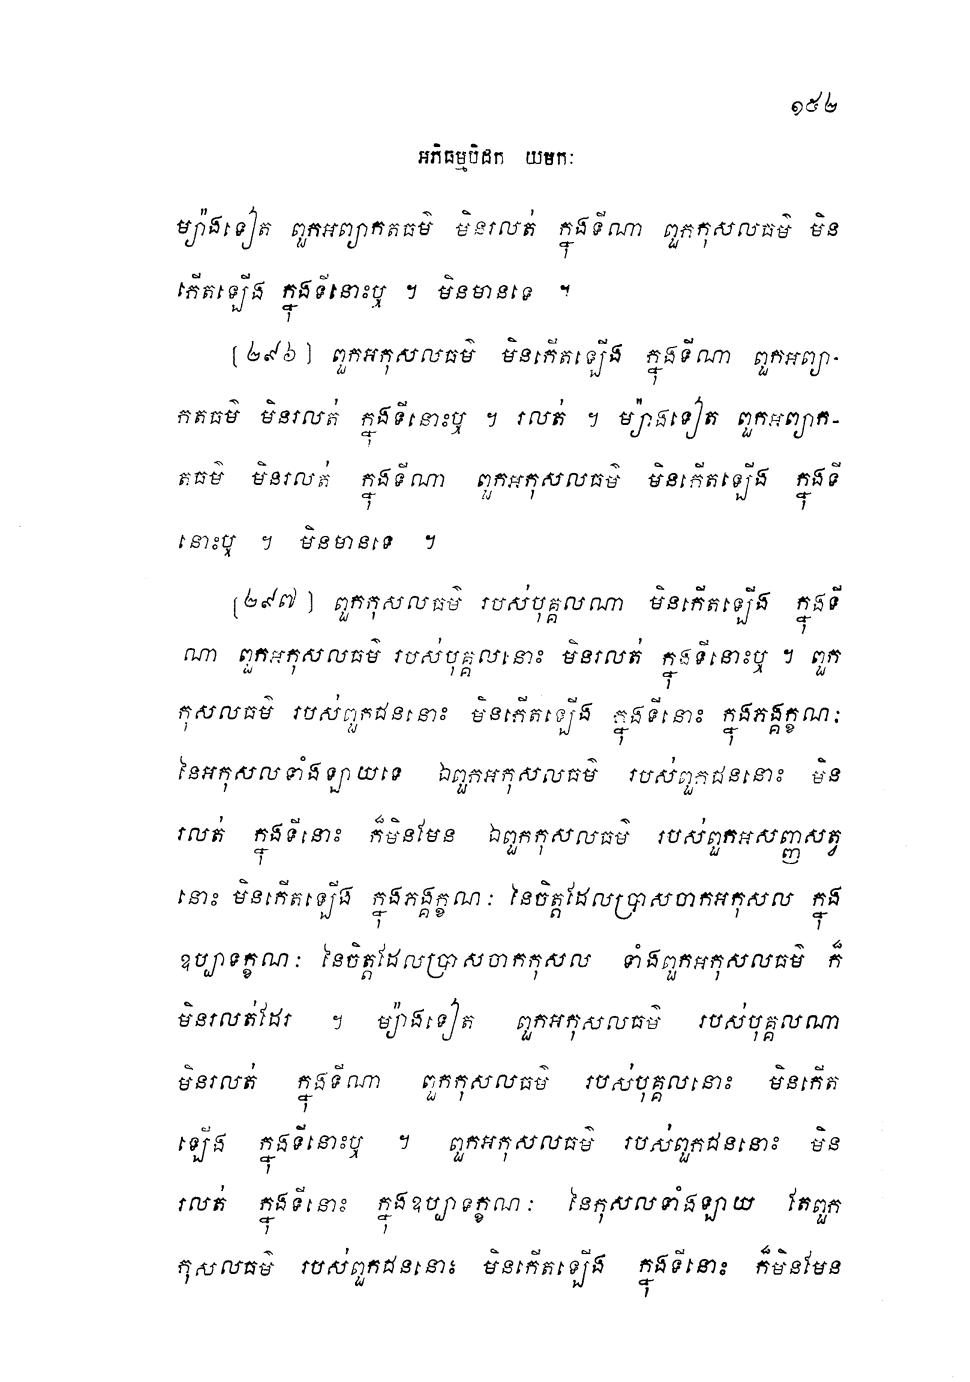 ១៥២
អភិធម្មបិដក យមកៈ
ម្យ៉ាងទៀត ពួកអព្យាកតធម៌ មិនរលត់ ក្នុងទីណា ពួកកុសលធម៌ មិន
កើតឡើង ក្នុងទីនោះឬ ។ មិនមានទេ ។
(២៩៦) ពួកអកុសលធម៌ មិនកើតឡើង ក្នុងទីណា ពួកអព្យា-
កតធម៌ មិនរលត់ ក្នុងទីនោះឬ ។ រលត់ ។ ម្យ៉ាងទៀត ពួកអព្យាក-
តធម៌ មិនរលត់ ក្នុងទីណា ពួកអកុសលធម៌ មិនកើតឡើង ក្នុងទី
នោះឬ ។ មិនមានទេ ។
(២៩៧) ពួកកុសលធម៌ របស់បុគ្គលណា មិនកើតឡើង ក្នុងទី
ណា ពួកអកុសលធម៌ របស់បុគ្គលនោះ មិនរលត់ ក្នុងទីនោះឬ ។ ពួក
កុសលធម៌ របស់ពួកជននោះ មិនកើតឡើង ក្នុងទីនោះ ក្នុងភង្គក្ខណៈ
នៃអកុសលទាំងឡាយទេ ឯពួកអកុសលធម៌ របស់ពួកជននោះ មិន
រលត់ ក្នុងទីនោះ ក៏មិនមែន ឯពួកកុសលធម៌ របស់ពួកអសញ្ញសត្វ
នោះ មិនកើតឡើង ក្នុងភង្គក្ខណៈ នៃចិត្តដែលប្រាសចាកអកុសល ក្នុង
ឧប្បាទក្ខណៈ នៃចិត្តដែលប្រាសចាកកុសល ទាំងពួកអកុសលធម៌ ក៏
មិនរលត់ដែរ ។ ម្យ៉ាងទៀត ពួកអកុសលធម៌ របស់បុគ្គលណា
មិនរលត់ ក្នុងទីណា ពួកកុសលធម៌ របស់បុគ្គលនោះ មិនកើត
ឡើង ក្នុងទីនោះឬ ។ ពួកអកុសលធម៌ របស់ពួកជននោះ មិន
រលត់ ក្នុងទីនោះ ក្នុងឧប្បាទក្ខណៈ នៃកុសលទាំងឡាយ តែពួក
កុសលធម៌ របស់ពួកជននោះ មិនកើតឡើង ក្នុងទីនោះ ក៏មិនមែន